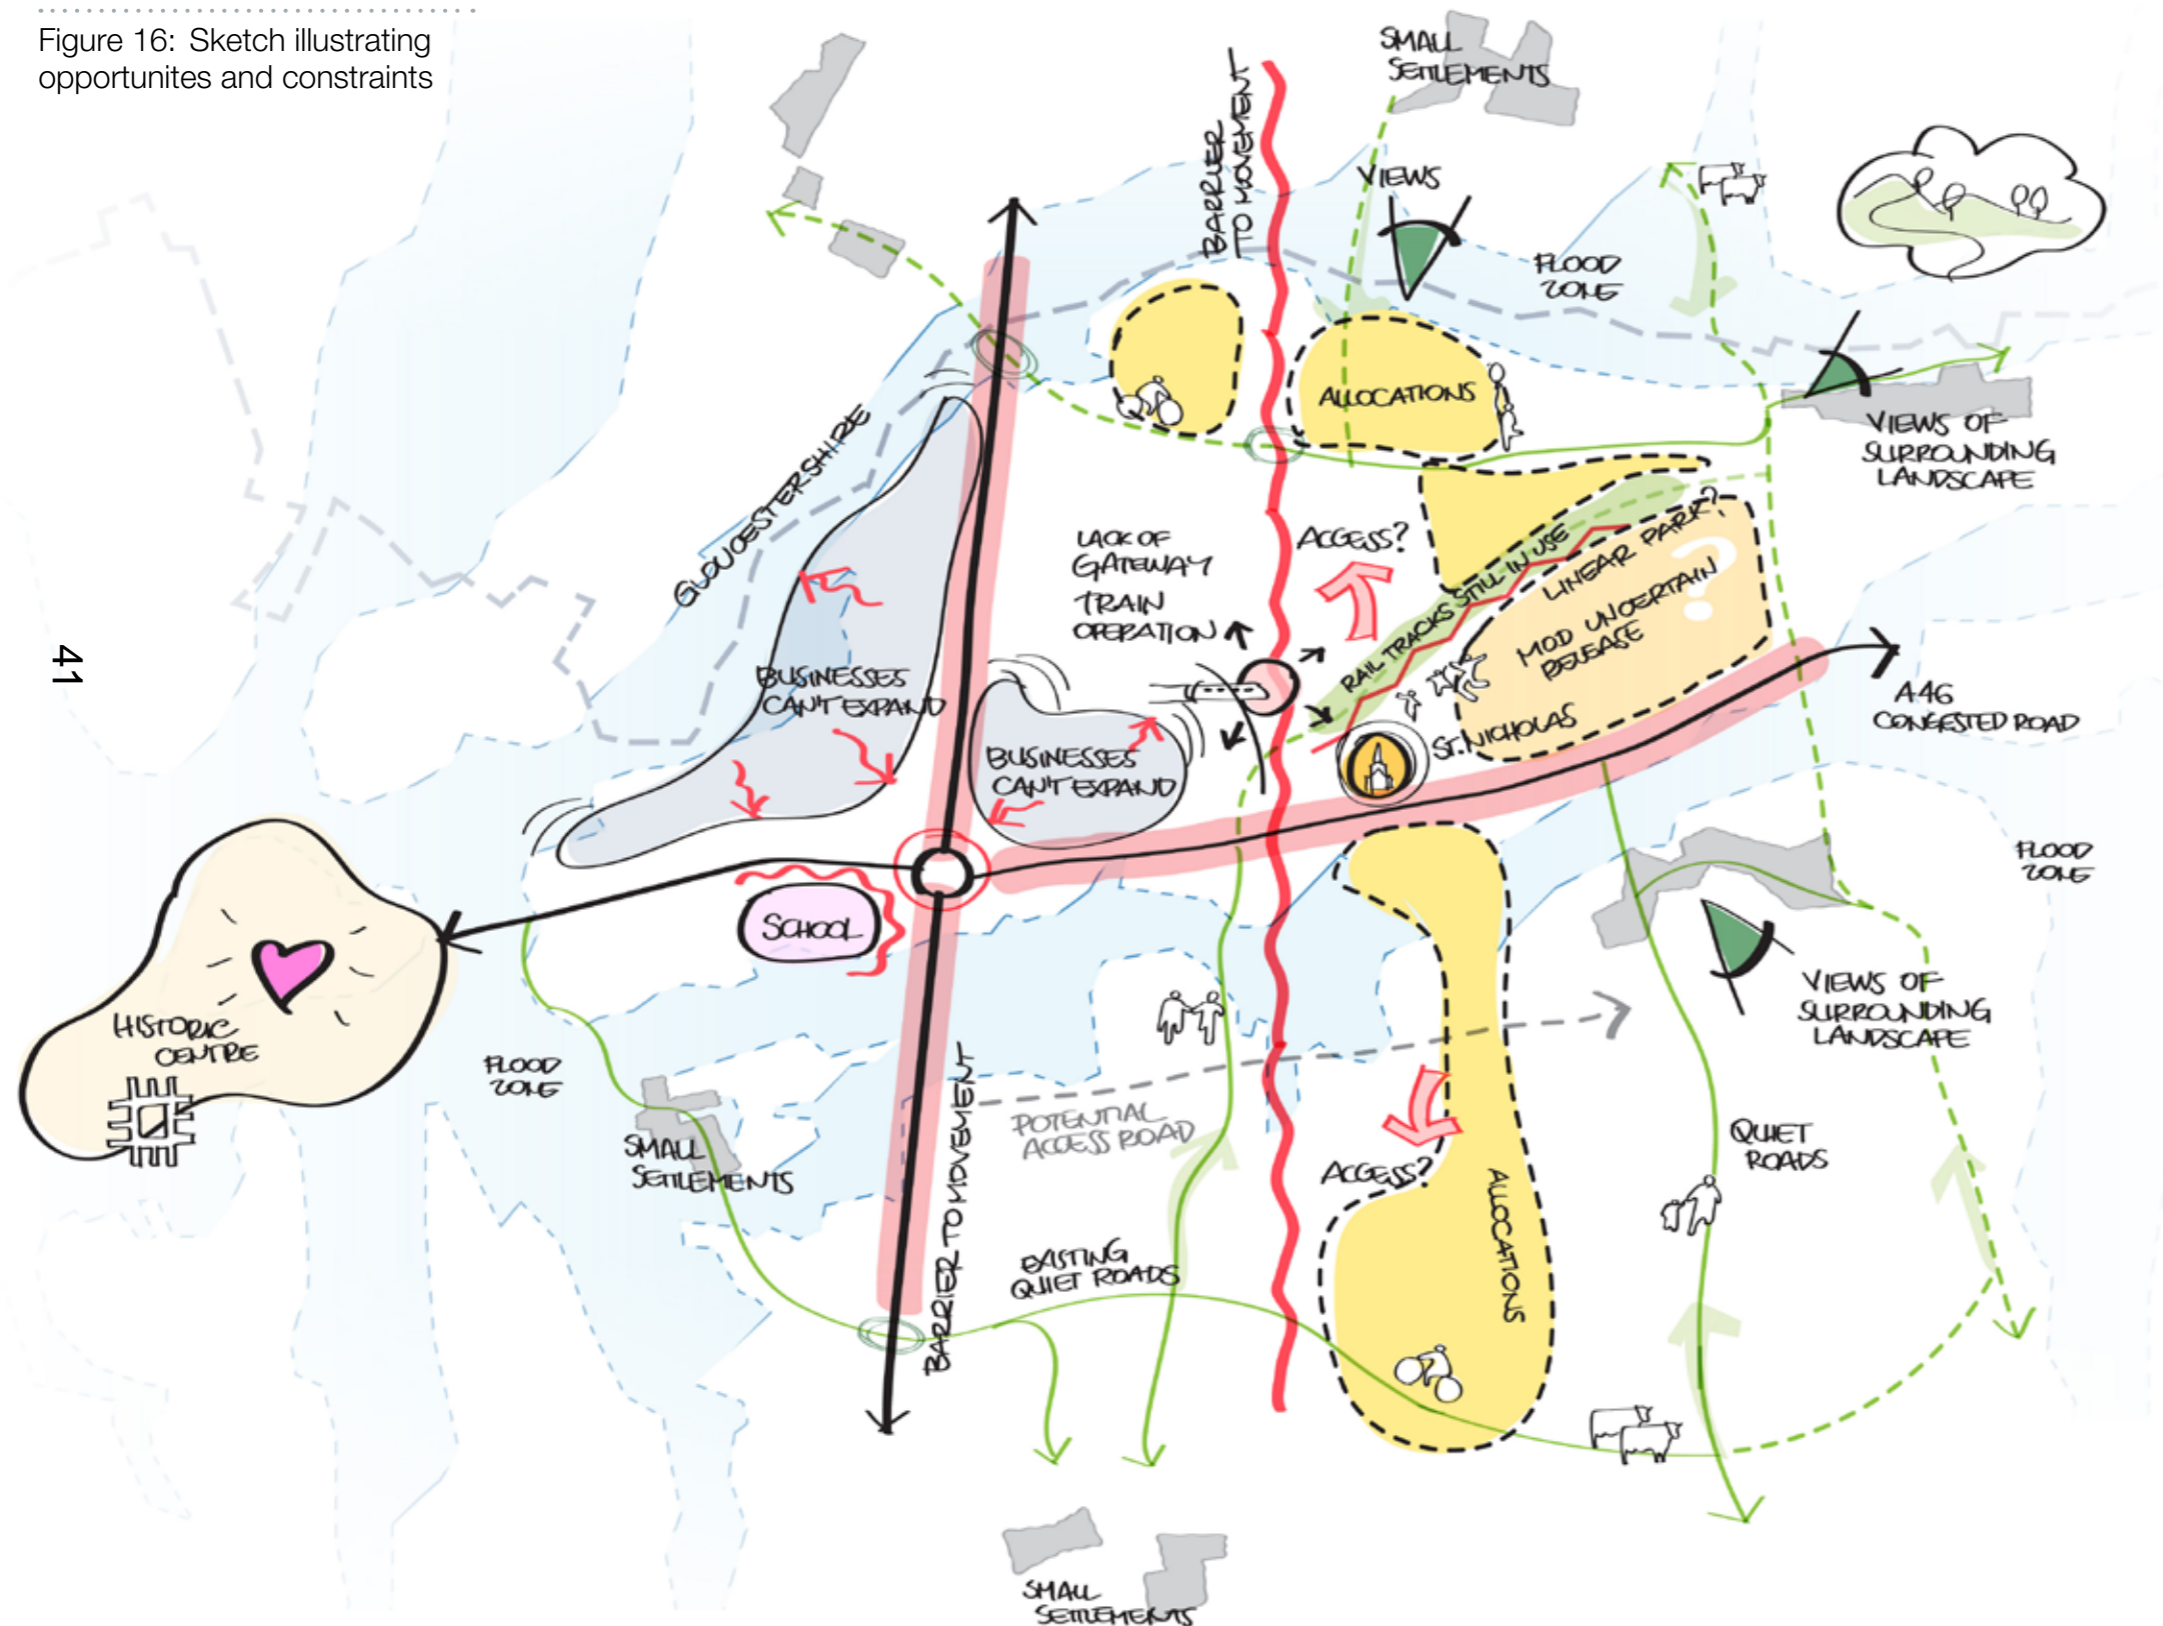 Figure 16: Sketch illustrating
opportunites and constraints
SMALL
SETTLEMENTS
BARRIER
TO MOVEMENT
VIEWS
FLOOD
ZONE
ALLOCATIONS
VIEWS OF
SURROUNDING
LANDSCAPE
GLOUCESTERSHIRE
LACK OF
GATEWAY
TRAIN
OPERATION
ACCESS?
RAIL TRACKS STILL IN USE
LINEAR PARK?
?
MOD UNCERTAIN
RELEASE
41
BUSINESSES
CAN'T EXPAND
BUSINESSES
CAN'T EXPAND
ST. NICHOLAS
A46
CONGESTED ROAD
FLOOD
ZONE
SCHOOL
HISTORIC
CENTRE
FLOOD
ZONE
VIEWS OF
SURROUNDING
LANDSCAPE
SMALL
SETTLEMENTS
BARRIER TO MOVEMENT
POTENTIAL
ACCESS ROAD
ACCESS?
ALLOCATIONS
QUIET
ROADS
EXISTING
QUIET ROADS
SMALL
SETTLEMENTS